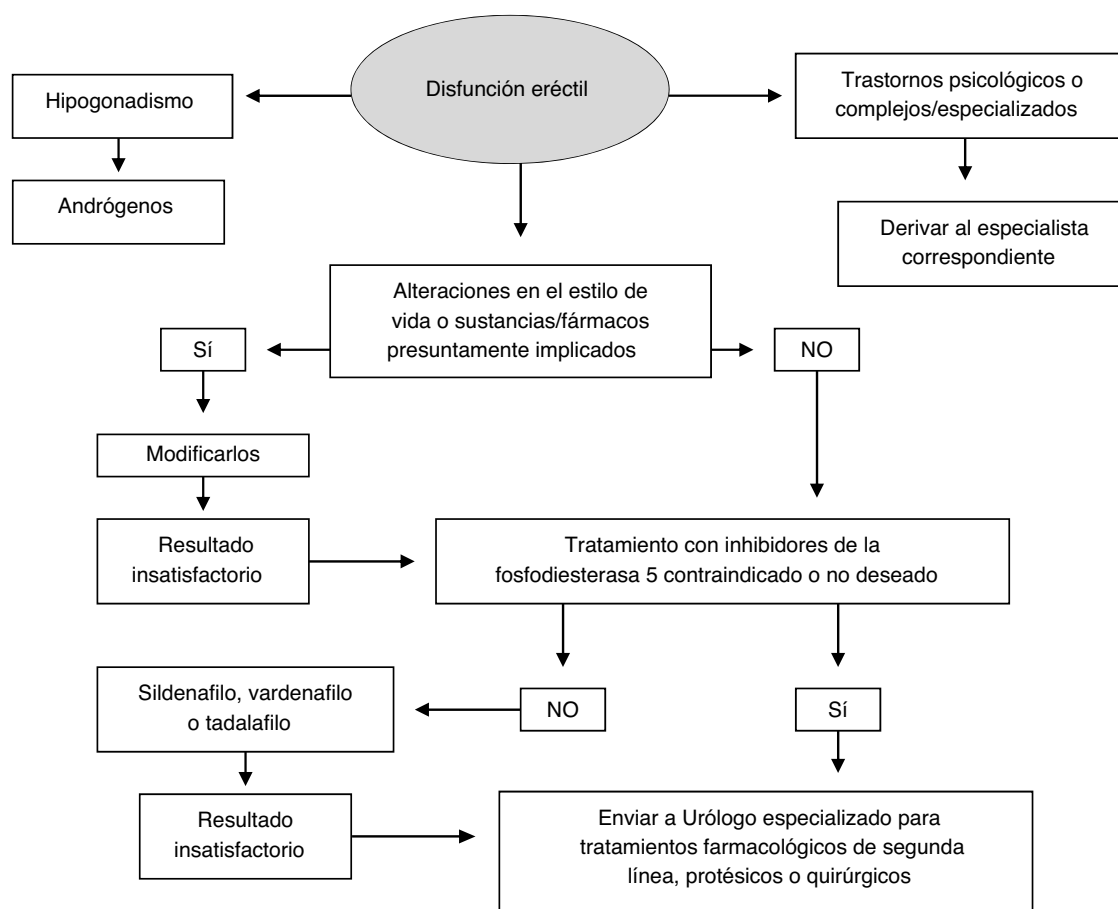 Disfunción eréctil
Hipogonadismo
Trastornos psicológicos o
complejos/especializados
Andrógenos
Derivar al especialista
correspondiente
Alteraciones en el estilo de
vida o sustancias/fármacos
presuntamente implicados
Sí
NO
Modificarlos
Resultado
insatisfactorio
Tratamiento con inhibidores de la
fosfodiesterasa 5 contraindicado o no deseado
Sildenafilo, vardenafilo
o tadalafilo
NO
Sí
Resultado
insatisfactorio
Enviar a Urólogo especializado para
tratamientos farmacológicos de segunda
línea, protésicos o quirúrgicos